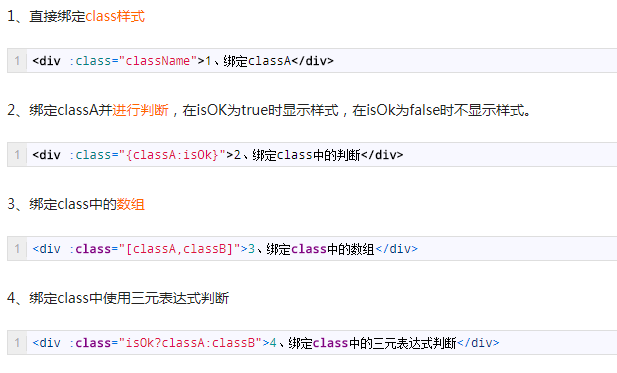 1、直接绑定class样式
1 <div :class="className">1、绑定classA</div>
2、绑定classA并进行判断，在isOK为true时显示样式，在isOk为false时不显示样式。
1 <div :class="{classA:isOk}">2、绑定class中的判断</div>
3、绑定class中的数组
1 <div :class="[classA,classB]">3、绑定class中的数组</div>
4、绑定class中使用三元表达式判断
1 <div :class="isOk?classA:classB">4、绑定class中的三元表达式判断</div>